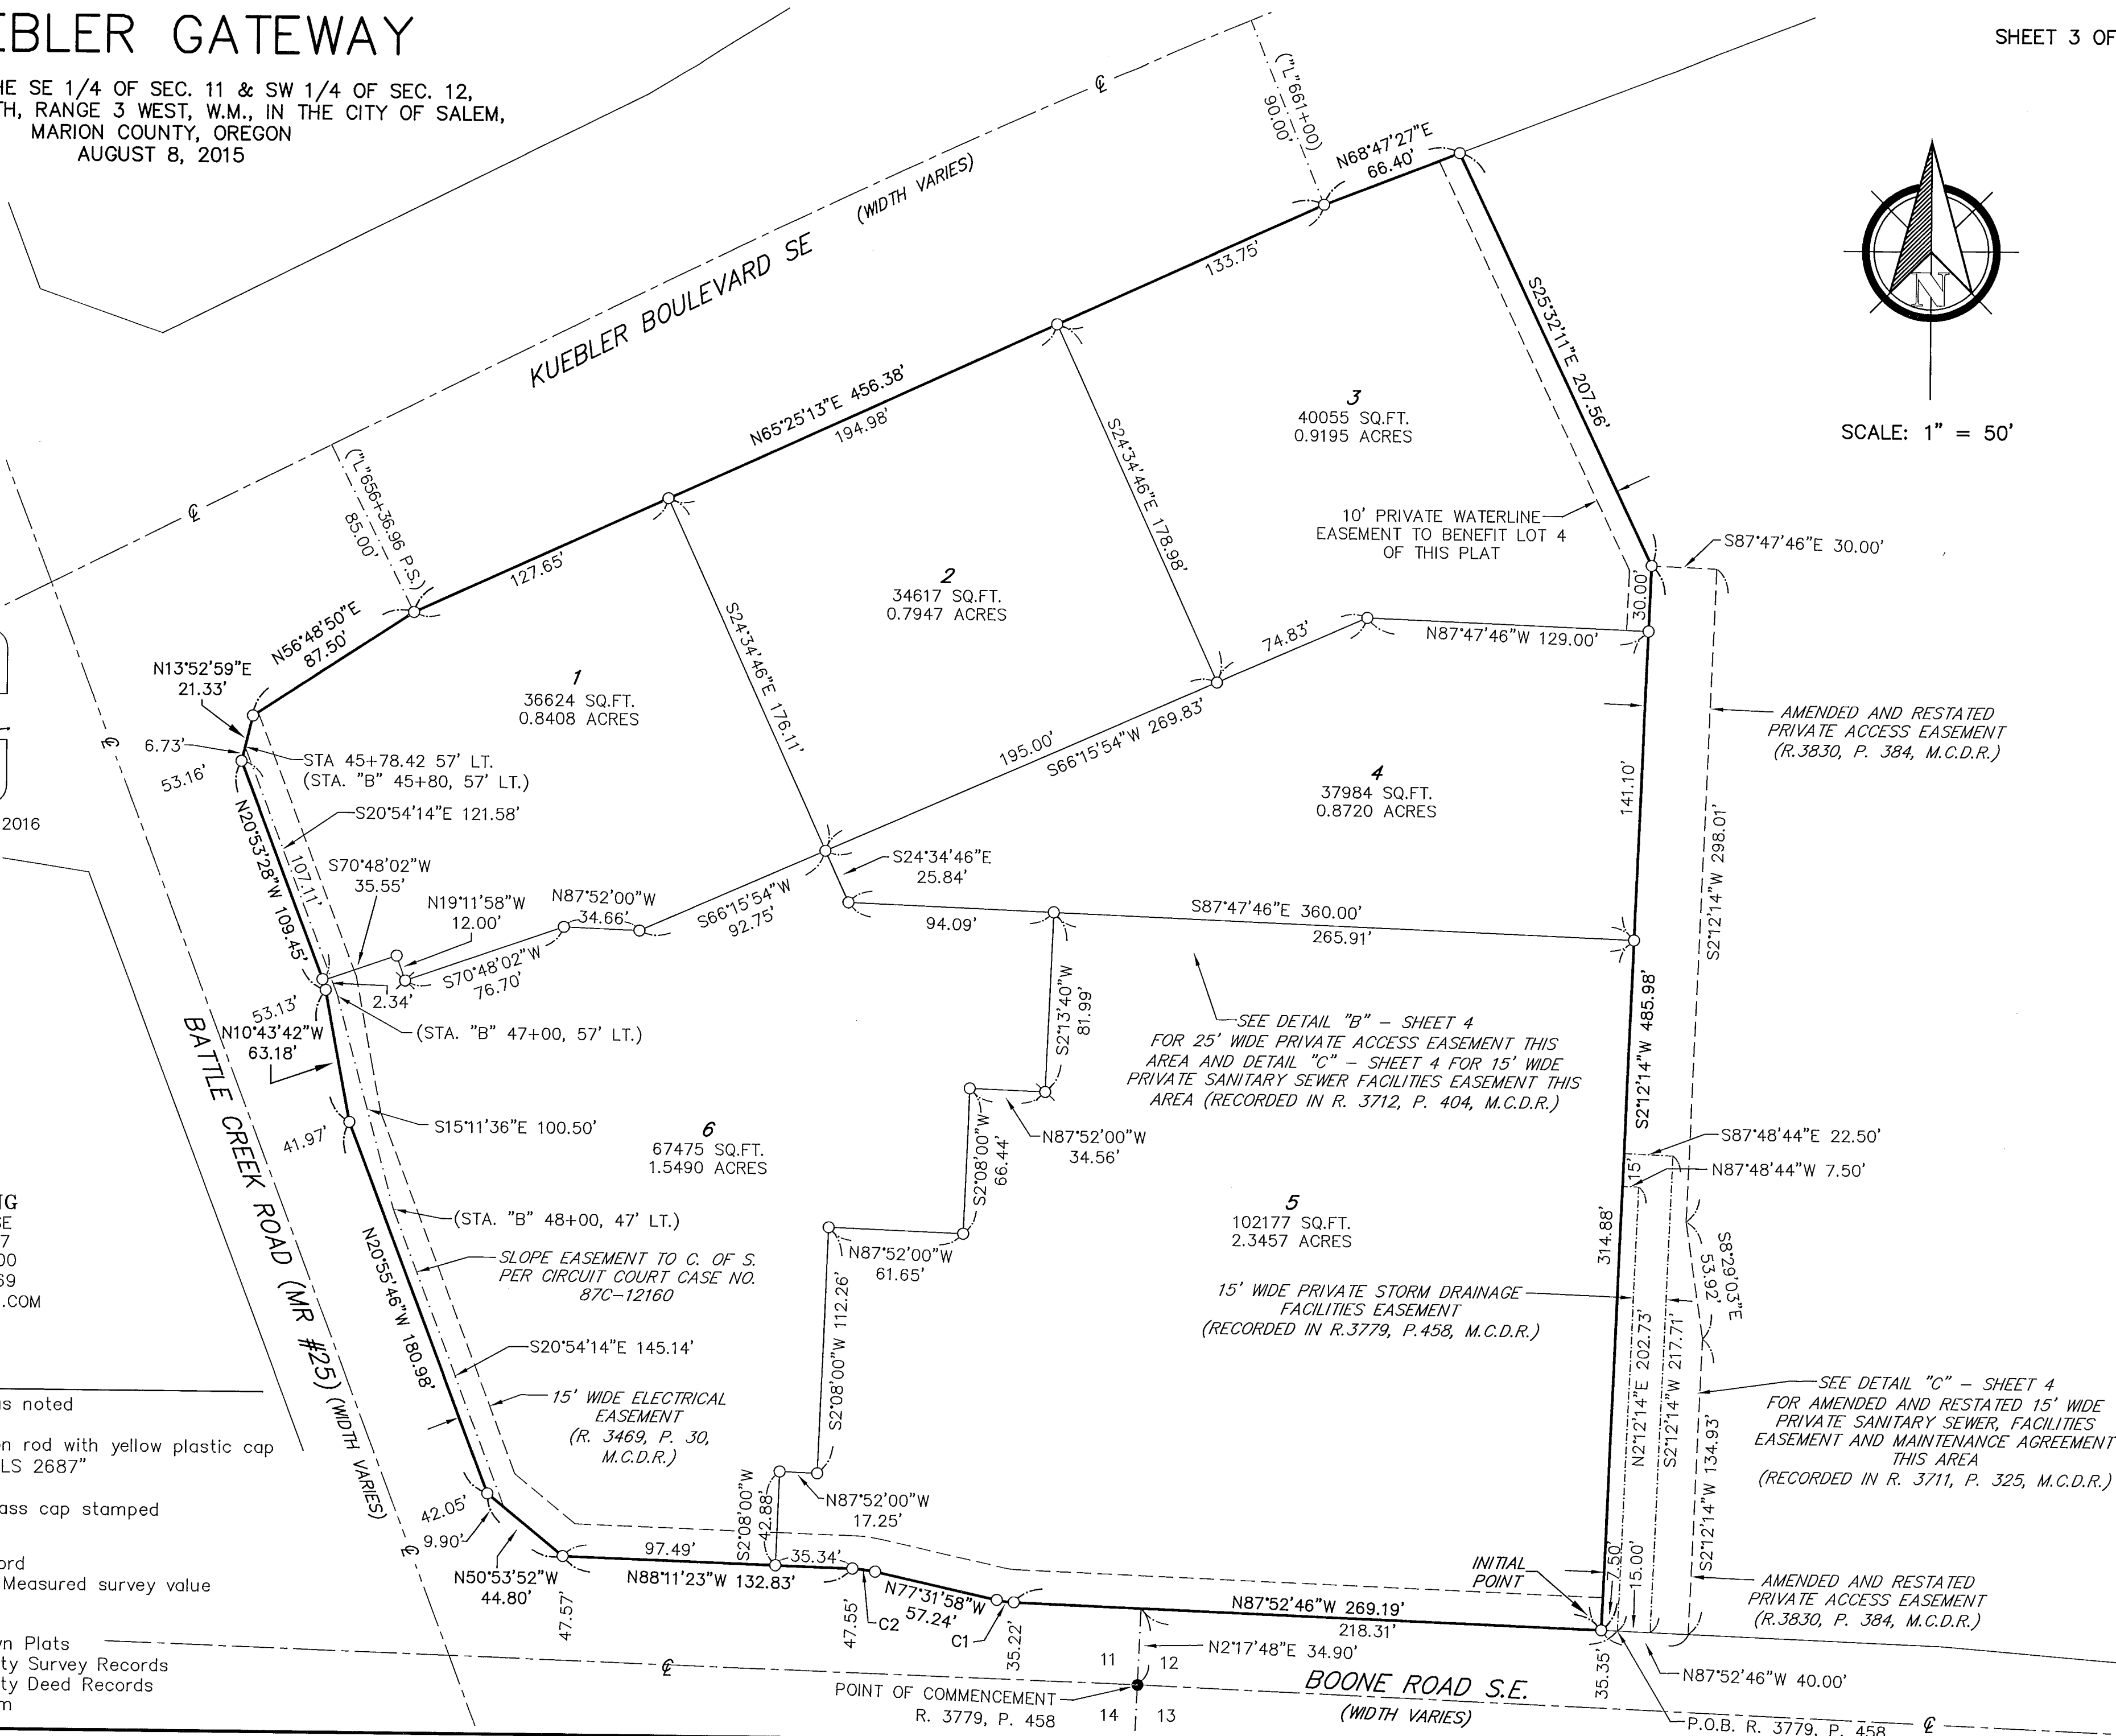 EBLER GATEWAY
HE SE 1/4 OF SEC. 11 & SW 1/4 OF SEC. 12,
TH, RANGE 3 WEST, W.M., IN THE CITY OF SALEM,
MARION COUNTY, OREGON
AUGUST 8, 2015
SHEET 3 OF
N
SCALE: 1" = 50'
KUEBLER BOULEVARD SE
(WIDTH VARIES)
("L"661+00)
90.00'
N68°47'27"E
66.40'
133.75'
N65°25'13"E 456.38'
194.98'
127.65'
("L"656+36.96 P.S.)
85.00'
N56°48'50"E
87.50'
N13°52'59"E
21.33'
6.73'
53.16'
STA 45+78.42 57' LT.
(STA. "B" 45+80, 57' LT.)
S20°54'14"E 121.58'
N20°53'28"W 109.45'
107.11'
S70°48'02"W
35.55'
N19°11'58"W
12.00'
N87°52'00"W
34.66'
S70°48'02"W
76.70'
S66°15'54"W
92.75'
2.34'
53.13'
(STA. "B" 47+00, 57' LT.)
N10°43'42"W
63.18'
41.97'
S15°11'36"E 100.50'
1
36624 SQ.FT.
0.8408 ACRES
S24°34'46"E 176.11'
2
34617 SQ.FT.
0.7947 ACRES
S24°34'46"E 178.98'
3
40055 SQ.FT.
0.9195 ACRES
S25°32'11"E 207.56'
10' PRIVATE WATERLINE
EASEMENT TO BENEFIT LOT 4
OF THIS PLAT
S87°47'46"E 30.00'
30.00'
N87°47'46"W 129.00'
74.83'
195.00'
S66°15'54"W 269.83'
4
37984 SQ.FT.
0.8720 ACRES
141.10'
AMENDED AND RESTATED
PRIVATE ACCESS EASEMENT
(R.3830, P. 384, M.C.D.R.)
S2°12'14"W 298.01'
S24°34'46"E
25.84'
94.09'
S87°47'46"E 360.00'
265.91'
S2°13'40"W
81.99'
SEE DETAIL "B" – SHEET 4
FOR 25' WIDE PRIVATE ACCESS EASEMENT THIS
AREA AND DETAIL "C" – SHEET 4 FOR 15' WIDE
PRIVATE SANITARY SEWER FACILITIES EASEMENT THIS
AREA (RECORDED IN R. 3712, P. 404, M.C.D.R.)
S2°12'14"W 485.98'
N87°52'00"W
34.56'
S2°08'00"W
66.44'
N87°52'00"W
61.65'
S2°08'00"W 112.26'
N87°52'00"W
17.25'
S2°08'00"W
42.88'
6
67475 SQ.FT.
1.5490 ACRES
(STA. "B" 48+00, 47' LT.)
SLOPE EASEMENT TO C. OF S.
PER CIRCUIT COURT CASE NO.
87C–12160
S20°54'14"E 145.14'
15' WIDE ELECTRICAL
EASEMENT
(R. 3469, P. 30,
M.C.D.R.)
N20°55'46"W 180.98'
BATTLE CREEK ROAD (MR #25)
(WIDTH VARIES)
5
102177 SQ.FT.
2.3457 ACRES
314.88'
15' WIDE PRIVATE STORM DRAINAGE
FACILITIES EASEMENT
(RECORDED IN R.3779, P.458, M.C.D.R.)
S87°48'44"E 22.50'
N87°48'44"W 7.50'
15'
S8°29'03"E
53.92'
N2°12'14"E 202.73'
S2°12'14"W 217.71'
S2°12'14"W 134.93'
SEE DETAIL "C" – SHEET 4
FOR AMENDED AND RESTATED 15' WIDE
PRIVATE SANITARY SEWER, FACILITIES
EASEMENT AND MAINTENANCE AGREEMENT
THIS AREA
(RECORDED IN R. 3711, P. 325, M.C.D.R.)
AMENDED AND RESTATED
PRIVATE ACCESS EASEMENT
(R.3830, P. 384, M.C.D.R.)
7.50'
15.00'
INITIAL
POINT
42.05'
9.90'
N50°53'52"W
44.80'
97.49'
35.34'
N88°11'23"W 132.83'
47.57'
47.55'
C2
N77°31'58"W
57.24'
C1
35.22'
N87°52'46"W 269.19'
218.31'
N2°17'48"E 34.90'
35.35'
N87°52'46"W 40.00'
P.O.B. R. 3779, P. 458
11 12
14 13
POINT OF COMMENCEMENT
R. 3779, P. 458
BOONE ROAD S.E.
(WIDTH VARIES)
2016
NG
SE
7
00
69
.COM
s noted
n rod with yellow plastic cap
LS 2687"
ass cap stamped
ord
Measured survey value
wn Plats
ty Survey Records
ty Deed Records
m